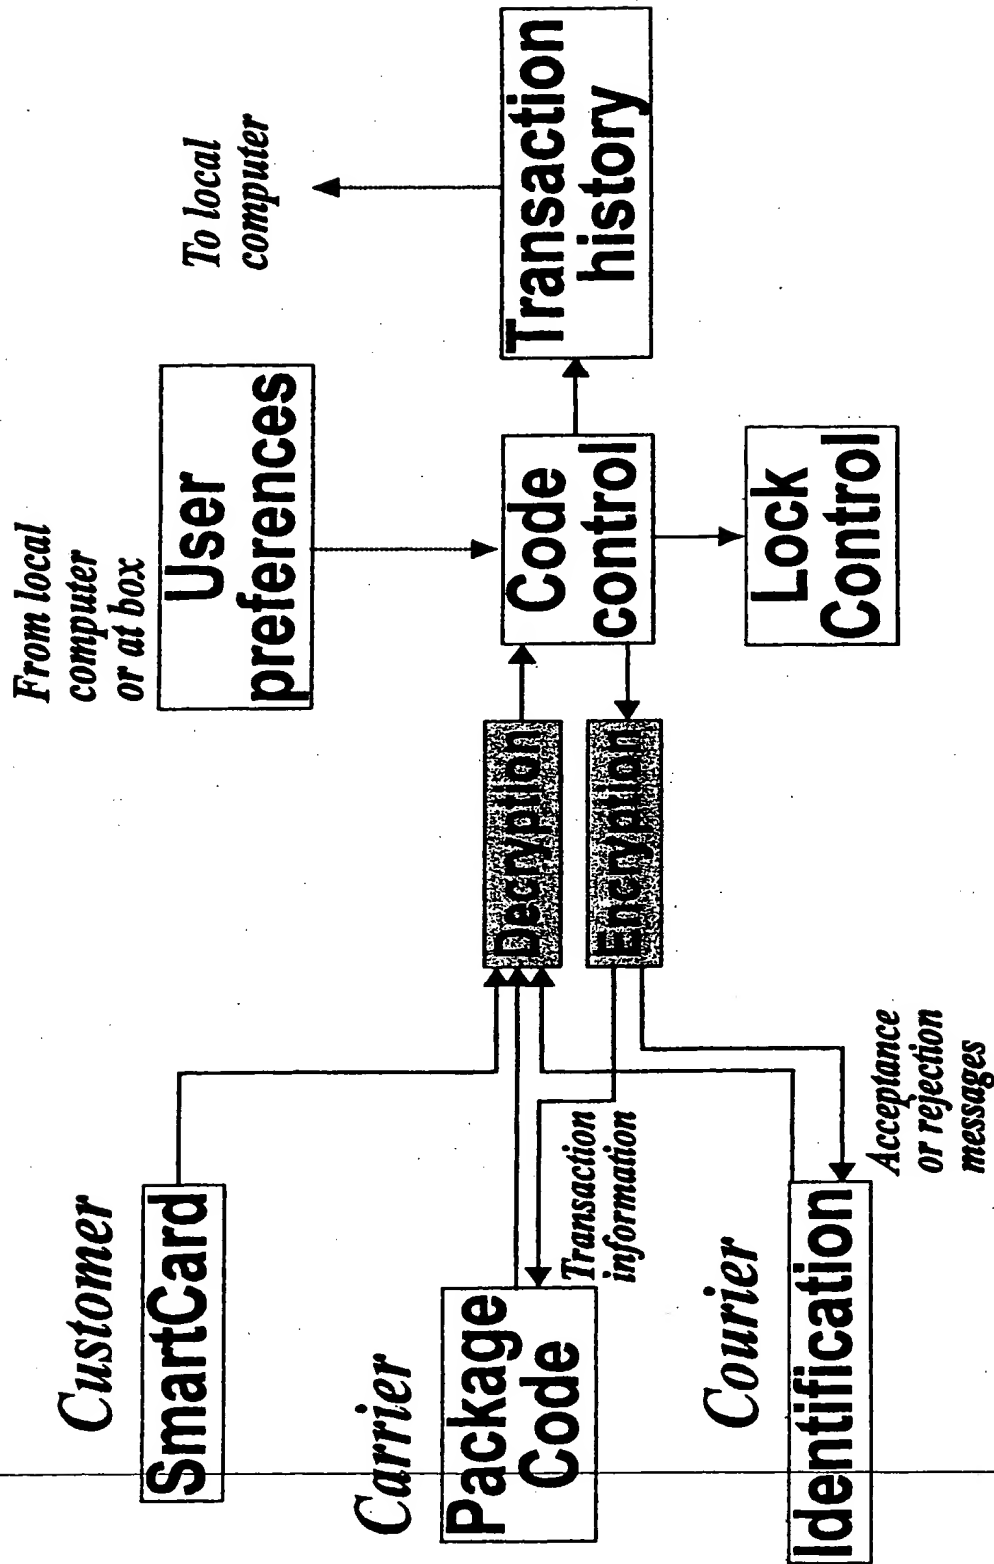 Customer
SmartCard
Carrier
Package
Code
Courier
Identification
Transaction
information
Acceptance
or rejection
messages
Decryption
Encryption
From local
computer
or at box
User
preferences
Code
control
Lock
Control
To local
computer
Transaction
history